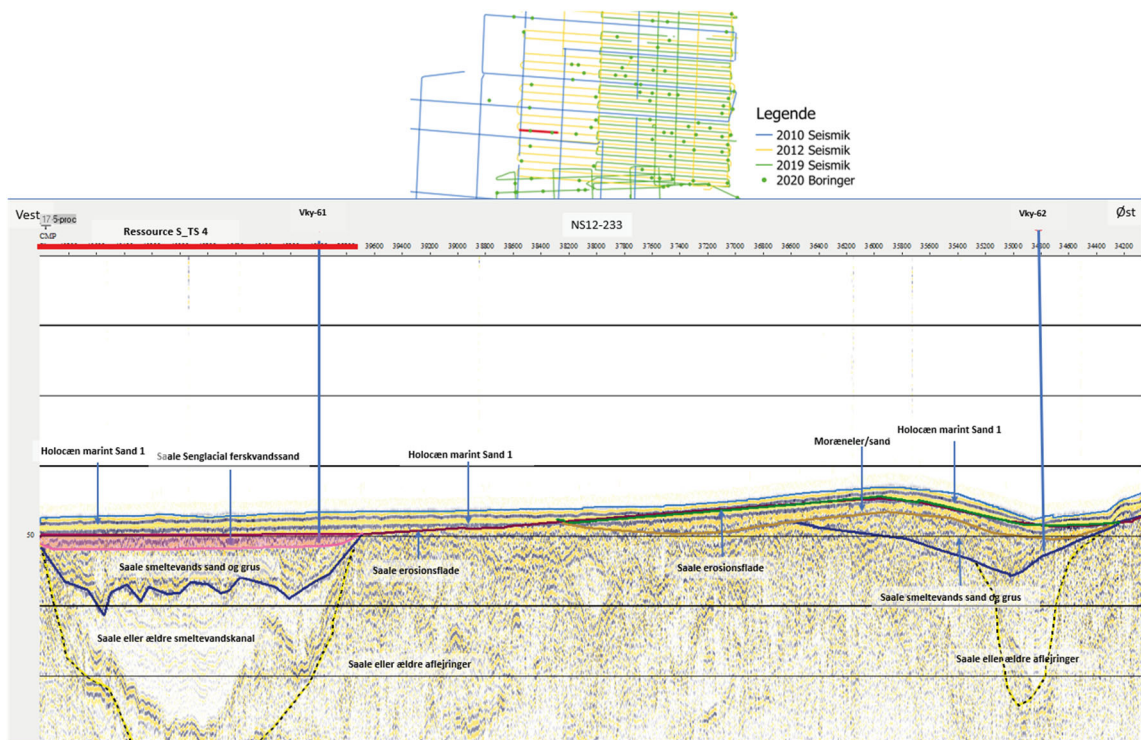 Legende
2010 Seismik
2012 Seismik
2019 Seismik
2020 Boringer
Vest
Vky-61
NS12-233
Vky-62
Øst
17-5-proc
CMP
Ressource S_TS 4
39600 39400 39200 39000 38800 38600 38400 38200 38000 37800 37600 37400 37200 37000 36800 36600 36400 36200 36000 35800 35600 35400 35200 35000 34800 34600 34400 34200
Holocæn marint Sand 1
Saale Senglacial ferskvandssand
Holocæn marint Sand 1
Moræneler/sand
Holocæn marint Sand 1
50
Saale smeltevands sand og grus
Saale erosionsflade
Saale erosionsflade
Saale smeltevands sand og grus
Saale eller ældre smeltevandskanal
Saale eller ældre aflejringer
Saale eller ældre aflejringer